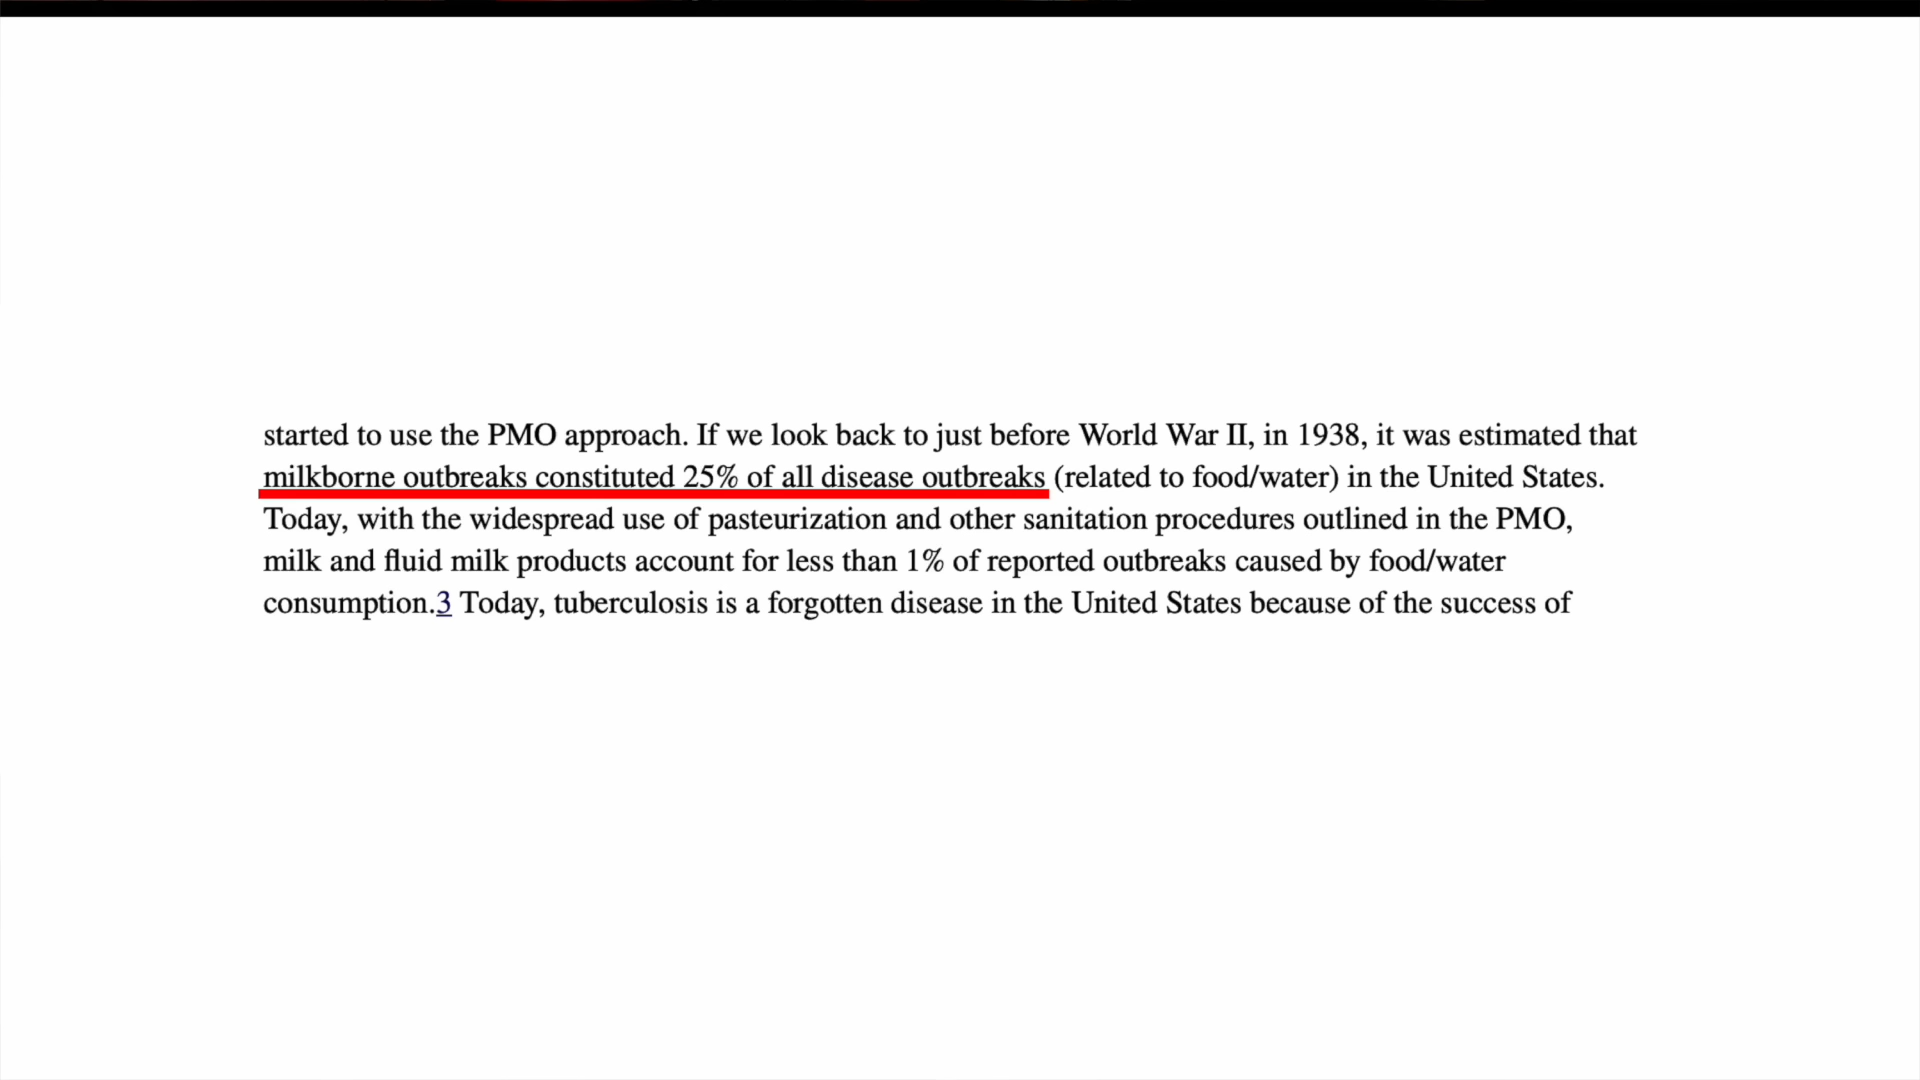 started to use the PMO approach. If we look back to just before World War II, in 1938, it was estimated that
milkborne outbreaks constituted 25% of all disease outbreaks (related to food/water) in the United States.
Today, with the widespread use of pasteurization and other sanitation procedures outlined in the PMO,
milk and fluid milk products account for less than 1% of reported outbreaks caused by food/water
consumption.3 Today, tuberculosis is a forgotten disease in the United States because of the success of